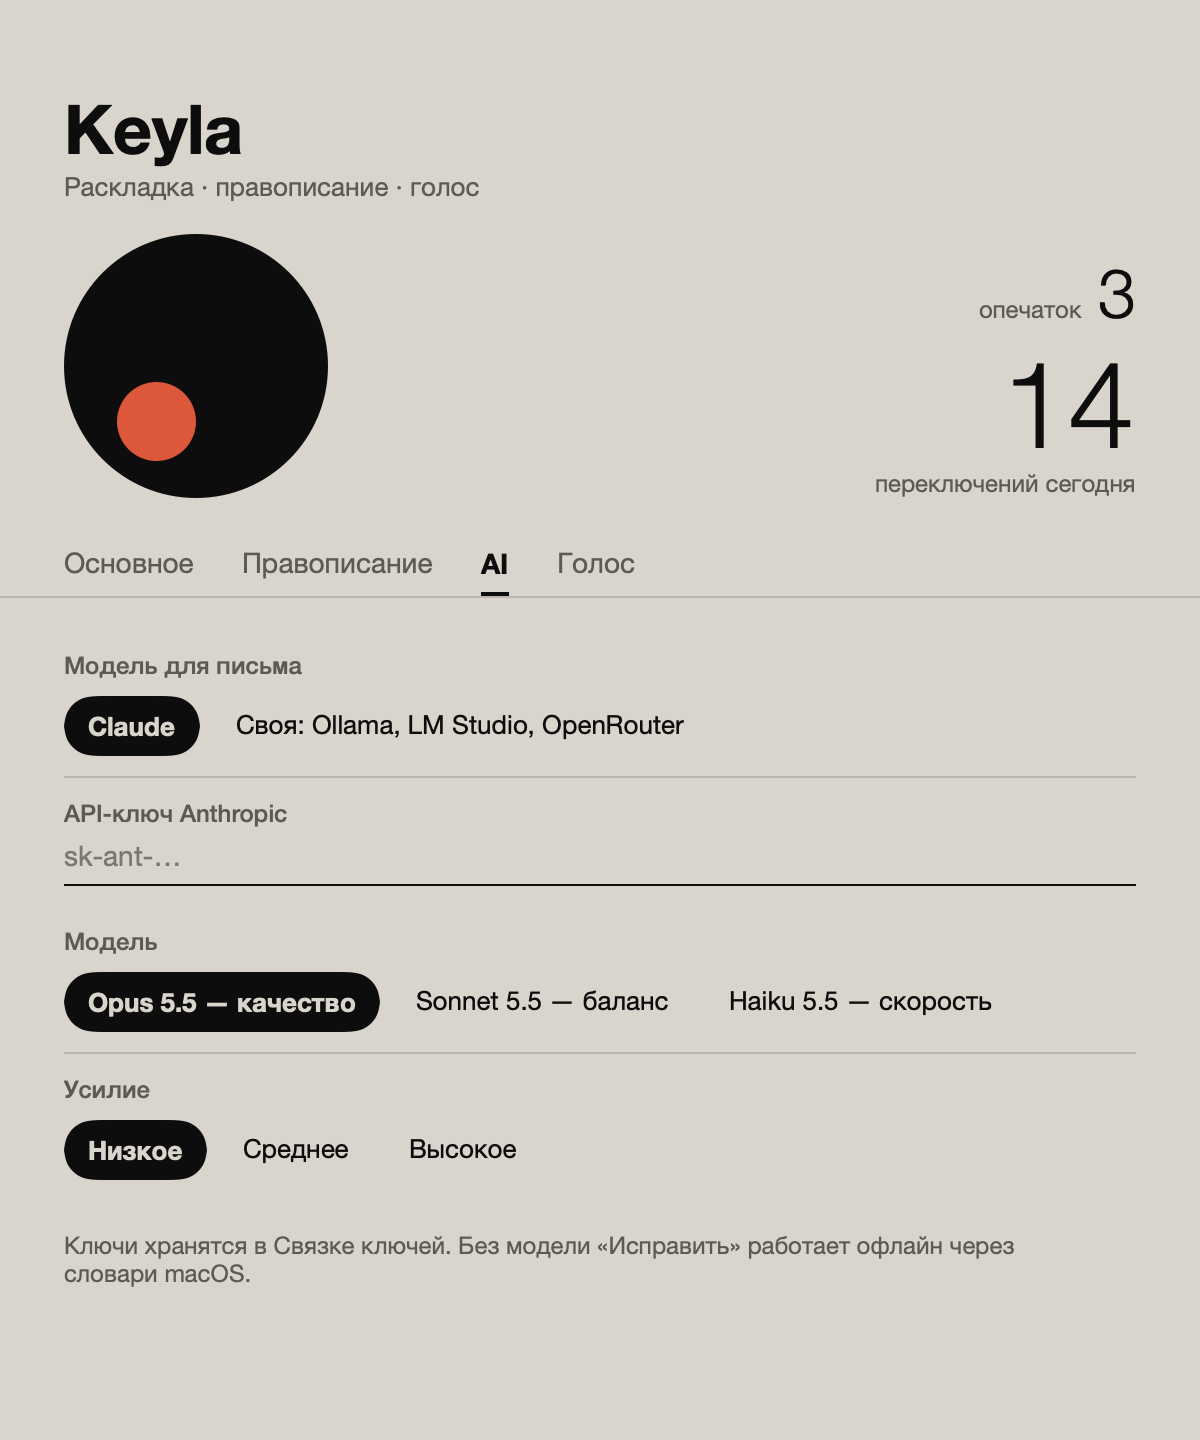 Keyla
Раскладка · правописание · голос
опечаток 3
14
переключений сегодня
Основное Правописание AI Голос
Модель для письма
Claude Своя: Ollama, LM Studio, OpenRouter
API-ключ Anthropic
sk-ant-…
Модель
Opus 5.5 — качество Sonnet 5.5 — баланс Haiku 5.5 — скорость
Усилие
Низкое Среднее Высокое
Ключи хранятся в Связке ключей. Без модели «Исправить» работает офлайн через
словари macOS.